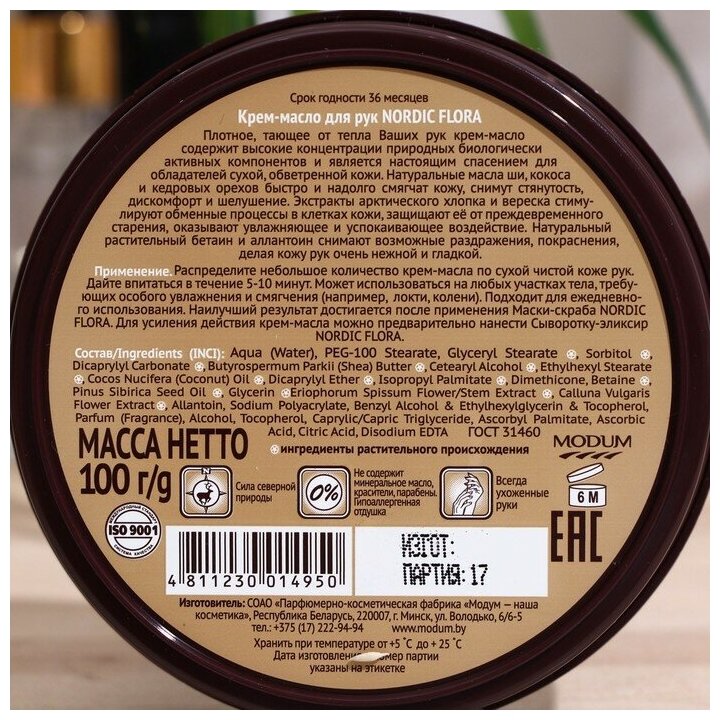 Срок годности 36 месяцев
Крем-масло для рук NORDIC FLORA
Плотное, тающее от тепла Ваших рук крем-масло
содержит высокие концентрации природных биологически
активных компонентов и является настоящим спасением для
обладателей сухой, обветренной кожи. Натуральные масла ши, кокоса
и кедровых орехов быстро и надолго смягчат кожу, снимут стянутость,
дискомфорт и шелушение. Экстракты арктического хлопка и вереска стиму-
лируют обменные процессы в клетках кожи, защищают её от преждевременного
старения, оказывают увлажняющее и успокаивающее воздействие. Натуральный
растительный бетаин и аллантоин снимают возможные раздражения, покраснения,
делая кожу рук очень нежной и гладкой.
Применение. Распределите небольшое количество крем-масла по сухой чистой коже рук.
Дайте впитаться в течение 5-10 минут. Может использоваться на любых участках тела, требу-
ющих особого увлажнения и смягчения (например, локти, колени). Подходит для ежедневно-
го использования. Наилучший результат достигается после применения Маски-скраба NORDIC
FLORA. Для усиления действия крем-масла можно предварительно нанести Сыворотку-эликсир
NORDIC FLORA.
Состав/Ingredients (INCI): Aqua (Water), PEG-100 Stearate, Glyceryl Stearate, Sorbitol,
Dicaprylyl Carbonate Butyrospermum Parkii (Shea) Butter, Cetearyl Alcohol, Ethylhexyl Stearate
, Cocos Nucifera (Coconut) Oil, Dicaprylyl Ether, Isopropyl Palmitate, Dimethicone, Betaine,
Pinus Sibirica Seed Oil, Glycerin, Eriophorum Spissum Flower/Stem Extract, Calluna Vulgaris
Flower Extract, Allantoin, Sodium Polyacrylate, Benzyl Alcohol & Ethylhexylglycerin & Tocopherol,
Parfum (Fragrance), Alcohol, Tocopherol, Caprylic/Capric Triglyceride, Ascorbyl Palmitate, Ascorbic
Acid, Citric Acid, Disodium EDTA ГОСТ 31460
МАССА НЕТТО
100 г/g
ингредиенты растительного происхождения
MODUM
N
Сила северной
природы
0%
Не содержит
минеральное масло,
красители, парабены.
Гипоаллергенная
отдушка
Всегда
ухоженные
руки
6 M
ISO 9001
СИСТЕМА КАЧЕСТВА
4 811230 014950
ИЗГОТ:
ПАРТИЯ:17
EAC
Изготовитель: СОАО «Парфюмерно-косметическая фабрика «Модум — наша
косметика», Республика Беларусь, 220007, г. Минск, ул. Володько, 6/6-5
тел.: +375 (17) 222-94-94 www.modum.by
Хранить при температуре от +5 ˚С до + 25 ˚С
Дата изготовления омер партии
указаны на этикетке